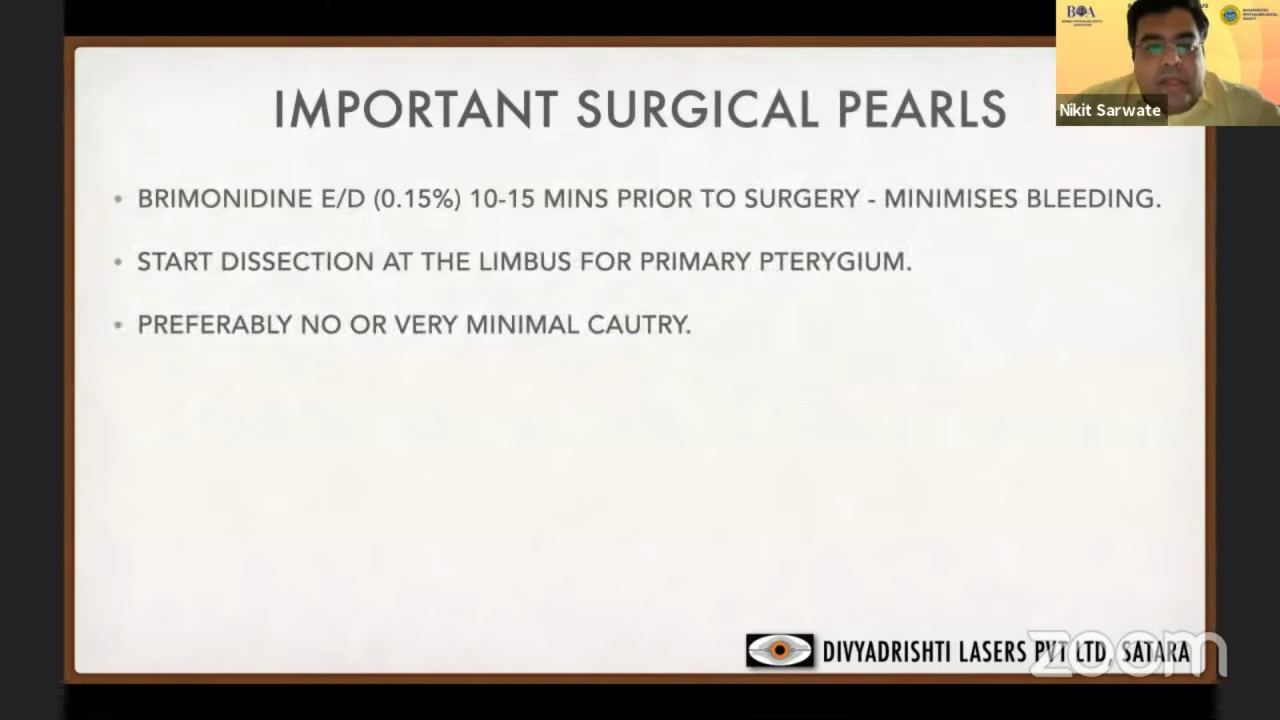 BOA
Nikit Sarwate
IMPORTANT SURGICAL PEARLS
• BRIMONIDINE E/D (0.15%) 10-15 MINS PRIOR TO SURGERY - MINIMISES BLEEDING.
• START DISSECTION AT THE LIMBUS FOR PRIMARY PTERYGIUM.
• PREFERABLY NO OR VERY MINIMAL CAUTRY.
DIVYADRISHTI LASERS PVT LTD, SATARA
zoom